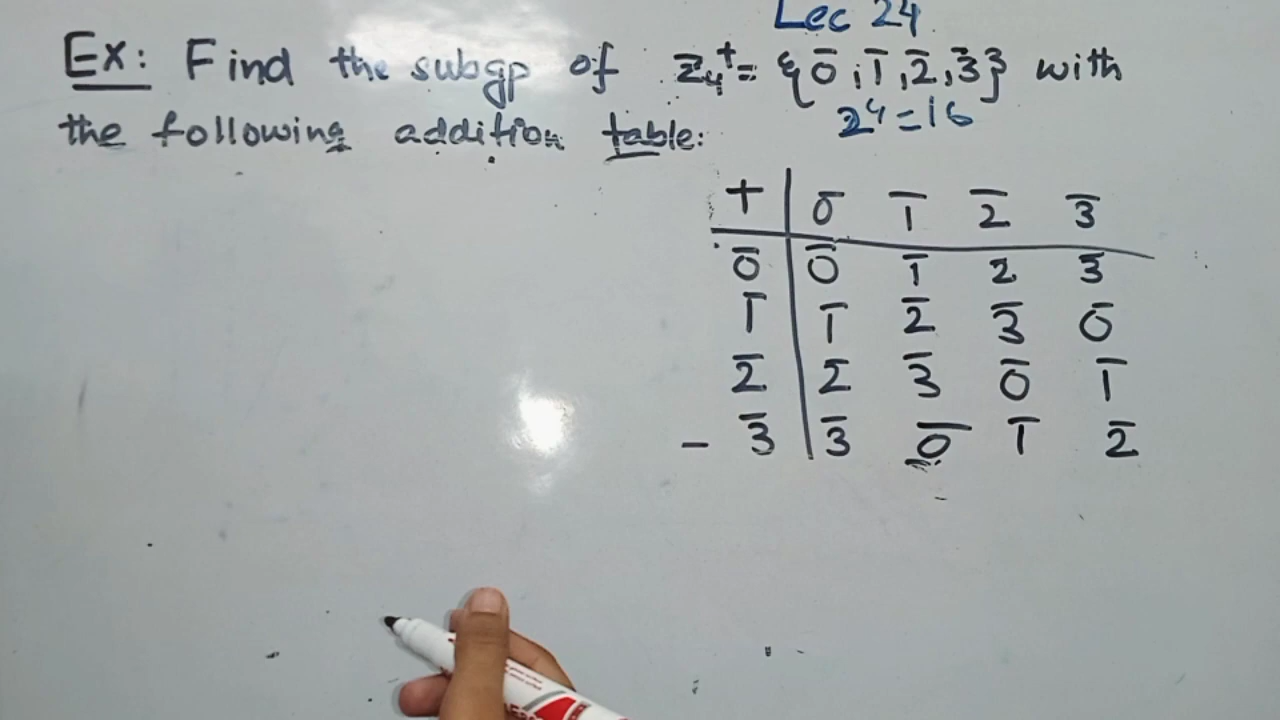 Lec 24
Ex: Find the subgp of Z₄⁺ = {0̄, 1̄, 2̄, 3̄} with
2⁴ = 16
the following addition table:
+ | 0̄ 1̄ 2̄ 3̄
0̄ | 0̄ 1̄ 2̄ 3̄
1̄ | 1̄ 2̄ 3̄ 0̄
2̄ | 2̄ 3̄ 0̄ 1̄
- 3̄ | 3̄ 0̄ 1̄ 2̄